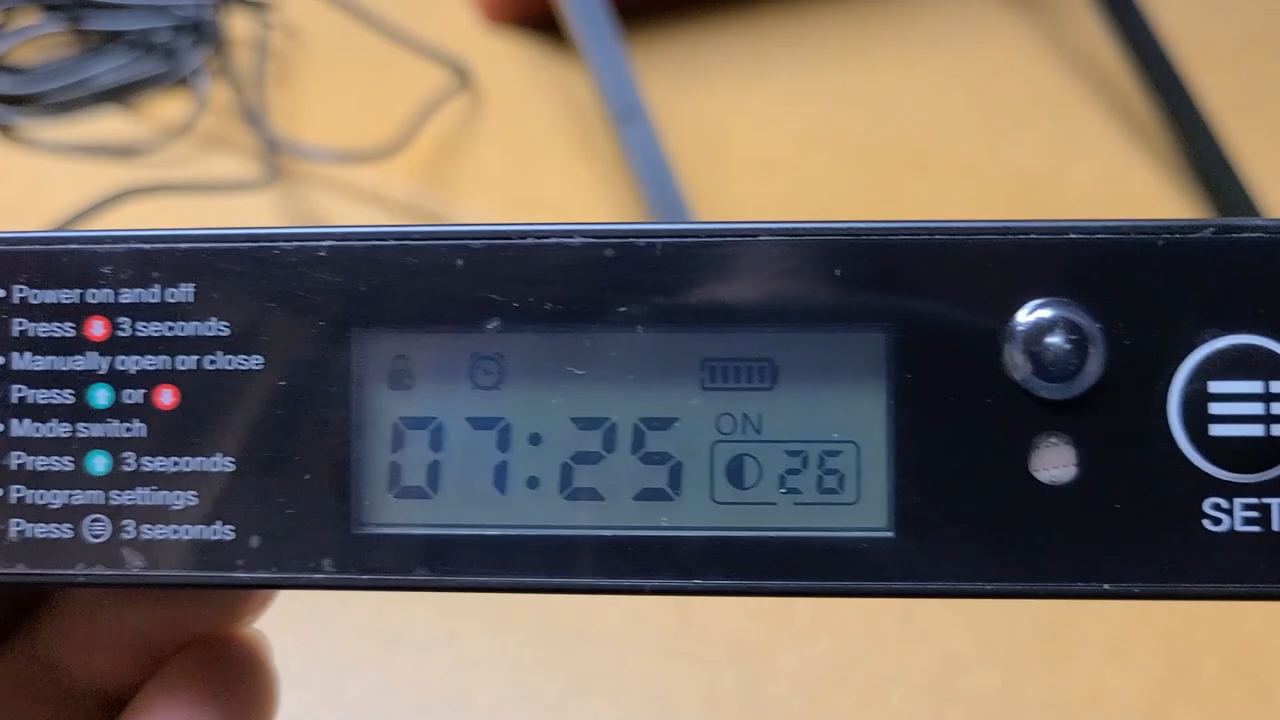 • Power on and off
Press 3 seconds
• Manually open or close
Press or
• Mode switch
Press 3 seconds
• Program settings
Press 3 seconds
07:25
ON
26
SET